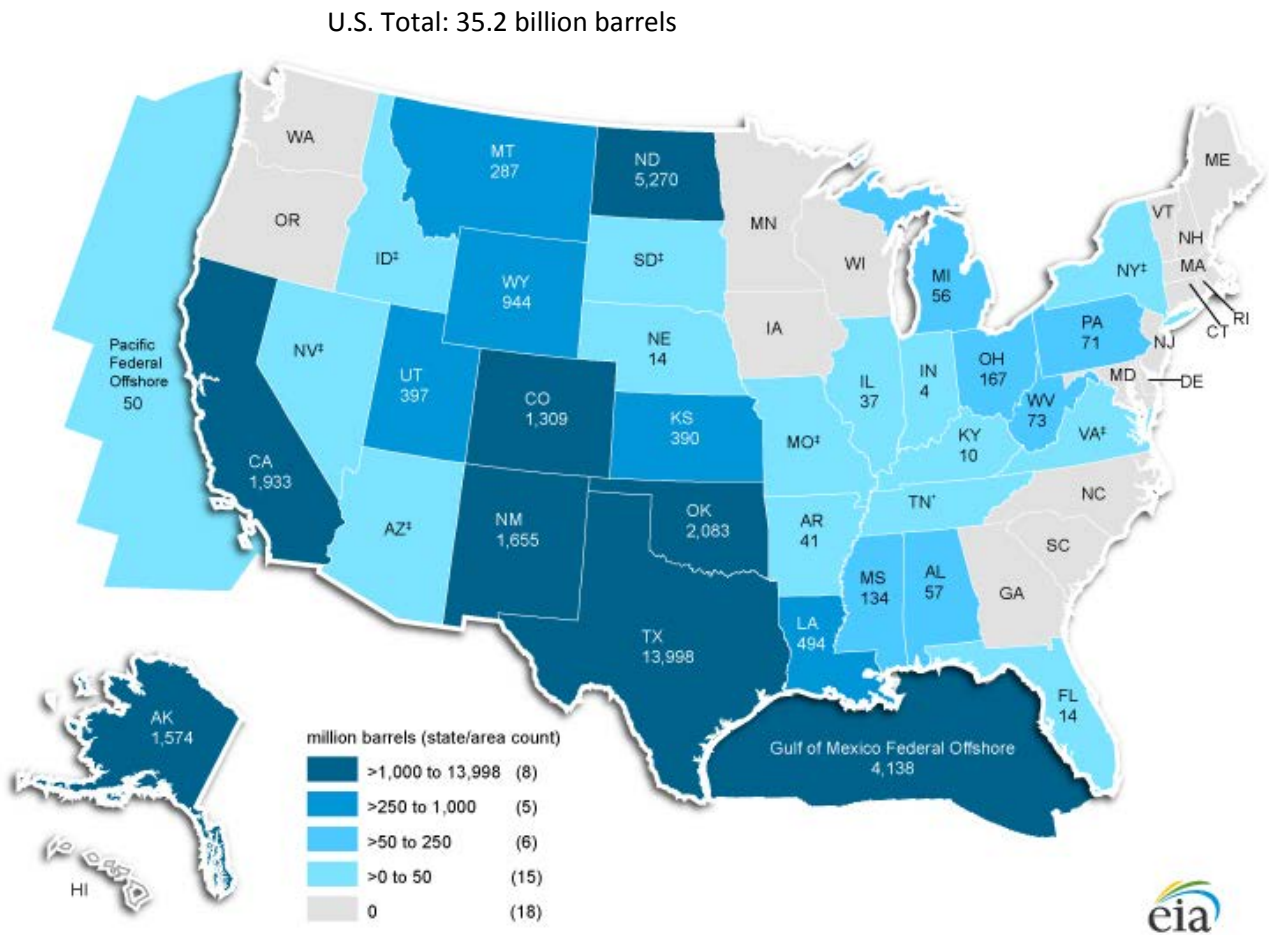 U.S. Total: 35.2 billion barrels
WA
MT
287
ND
5,270
ME
OR
MN
VT
NH
ID‡
SD‡
WI
MI
56
NY‡
MA
WY
944
RI
CT
IA
NE
14
PA
71
NJ
Pacific
Federal
Offshore
50
NV‡
UT
397
CO
1,309
KS
390
IL
37
IN
4
OH
167
MD
DE
WV
73
VA‡
MO‡
KY
10
CA
1,933
NC
TN*
AZ‡
NM
1,655
OK
2,083
AR
41
SC
MS
134
AL
57
GA
TX
13,998
LA
494
FL
14
AK
1,574
Gulf of Mexico Federal Offshore
4,138
HI
million barrels (state/area count)
>1,000 to 13,998 (8)
>250 to 1,000 (5)
>50 to 250 (6)
>0 to 50 (15)
0 (18)
eia